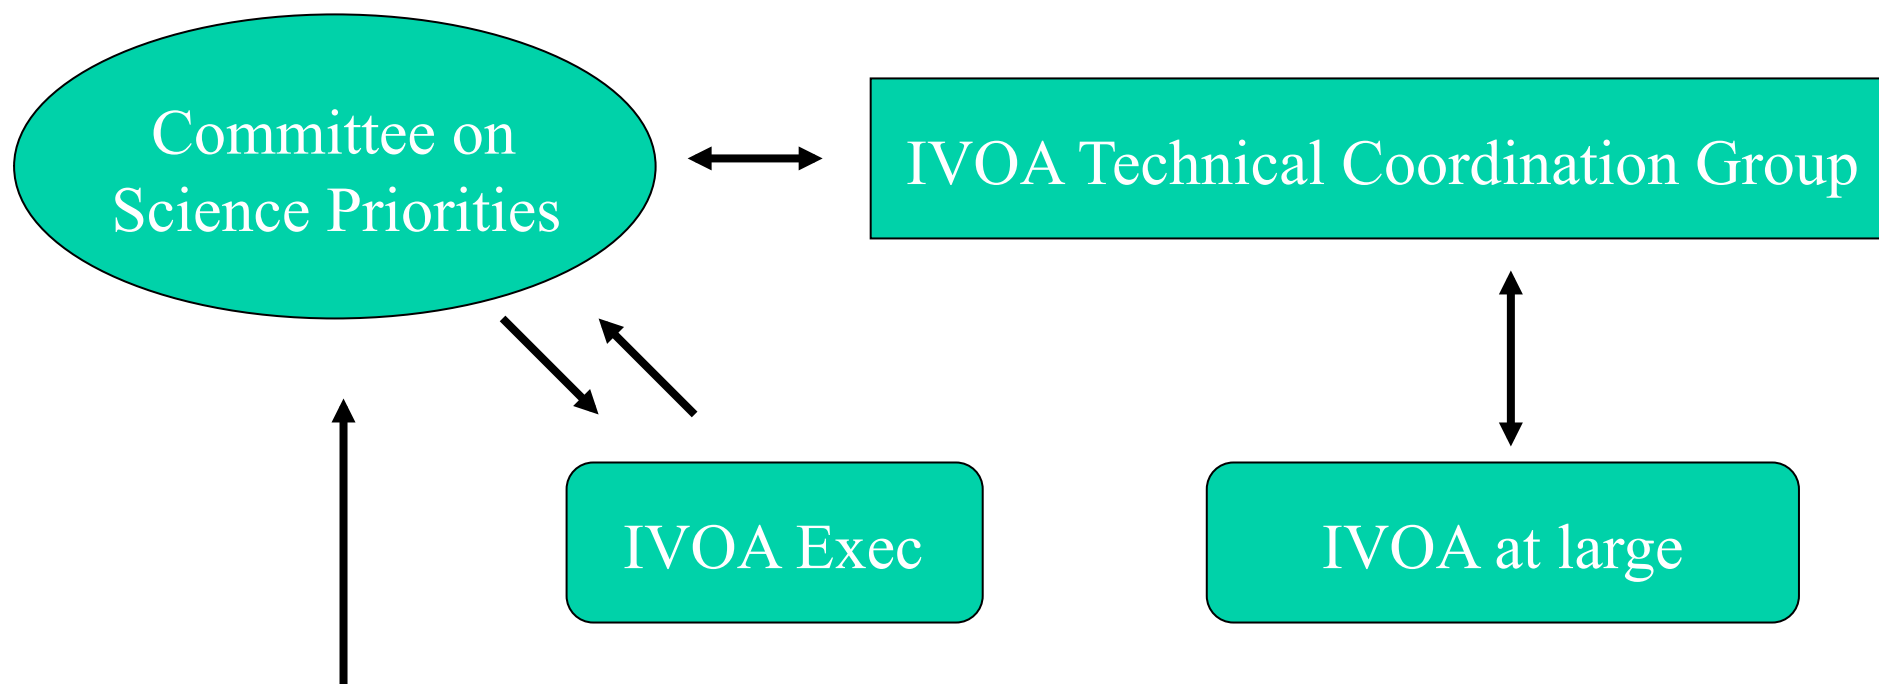 Committee on
Science Priorities
IVOA Technical Coordination Group
IVOA Exec
IVOA at large